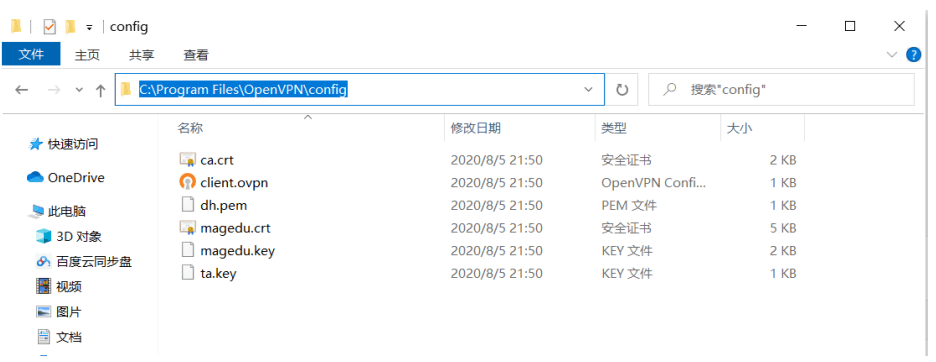 config
文件 主页 共享 查看
C:\Program Files\OpenVPN\config 搜索"config"
名称 修改日期 类型 大小
快速访问
OneDrive
此电脑
3D 对象
百度云同步盘
视频
图片
文档
ca.crt 2020/8/5 21:50 安全证书 2 KB
client.ovpn 2020/8/5 21:50 OpenVPN Confi... 1 KB
dh.pem 2020/8/5 21:50 PEM 文件 1 KB
magedu.crt 2020/8/5 21:50 安全证书 5 KB
magedu.key 2020/8/5 21:50 KEY 文件 2 KB
ta.key 2020/8/5 21:50 KEY 文件 1 KB